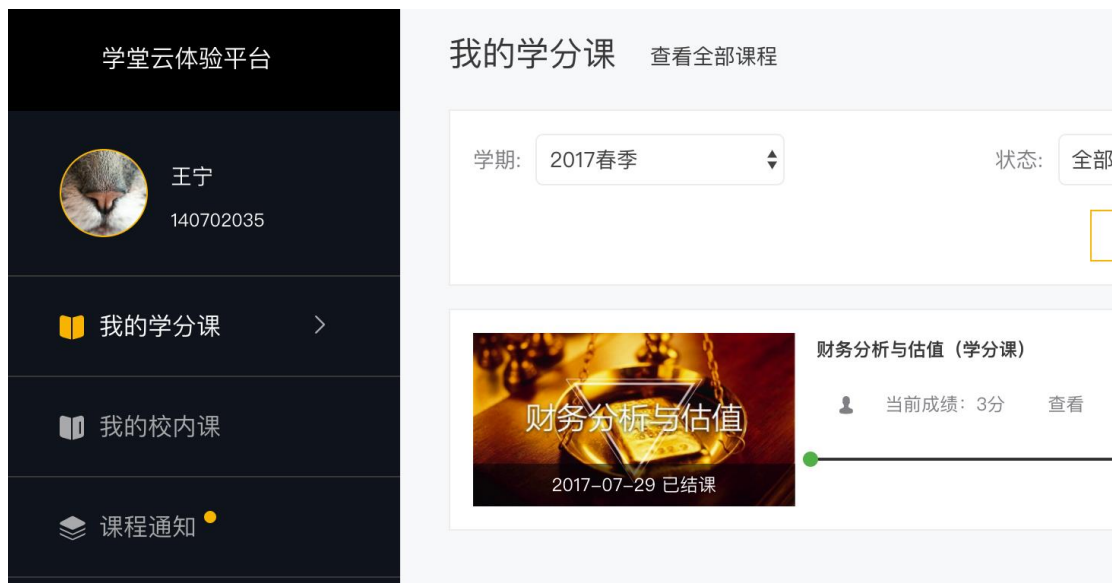 学堂云体验平台
王宁
140702035
我的学分课
我的校内课
课程通知
我的学分课 查看全部课程
学期: 2017春季 状态: 全部
财务分析与估值
2017-07-29 已结课
财务分析与估值（学分课）
当前成绩：3分 查看